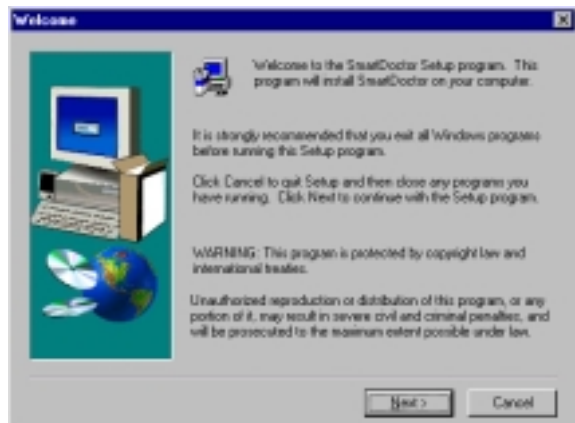 Welcome
Welcome to the SmartDoctor Setup program. This
program will install SmartDoctor on your computer.
It is strongly recommended that you exit all Windows programs
before running this Setup program.
Click Cancel to quit Setup and then close any programs you
have running. Click Next to continue with the Setup program.
WARNING: This program is protected by copyright law and
international treaties.
Unauthorized reproduction or distribution of this program, or any
portion of it, may result in severe civil and criminal penalties, and
will be prosecuted to the maximum extent possible under law.
Next >
Cancel